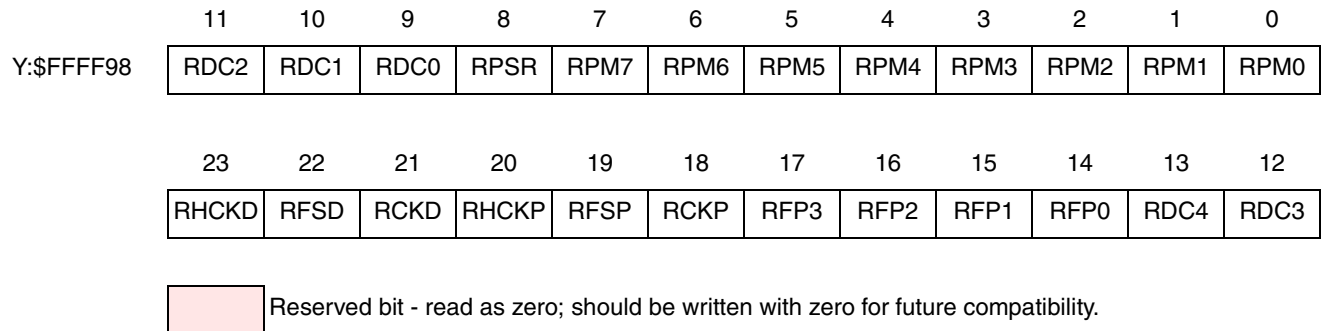 11 10 9 8 7 6 5 4 3 2 1 0
Y:$FFFF98 RDC2 RDC1 RDC0 RPSR RPM7 RPM6 RPM5 RPM4 RPM3 RPM2 RPM1 RPM0
23 22 21 20 19 18 17 16 15 14 13 12
RHCKD RFSD RCKD RHCKP RFSP RCKP RFP3 RFP2 RFP1 RFP0 RDC4 RDC3
Reserved bit - read as zero; should be written with zero for future compatibility.